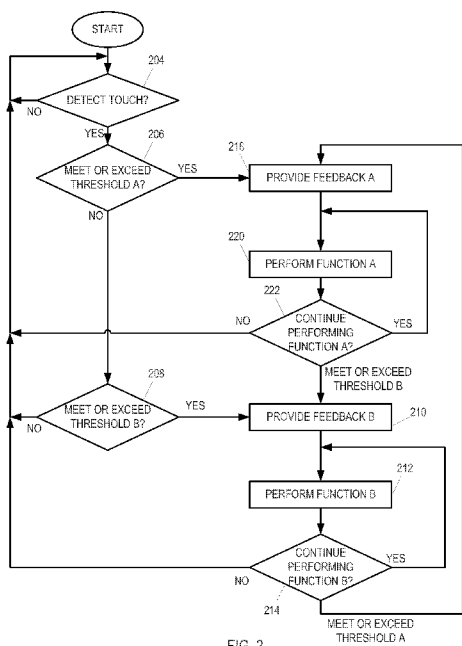 START
204
DETECT TOUCH?
NO
YES
206
MEET OR EXCEED
THRESHOLD A?
YES
NO
216
PROVIDE FEEDBACK A
220
PERFORM FUNCTION A
222
CONTINUE
PERFORMING
FUNCTION A?
NO
YES
MEET OR EXCEED
THRESHOLD B
208
MEET OR EXCEED
THRESHOLD B?
YES
NO
PROVIDE FEEDBACK B
210
212
PERFORM FUNCTION B
CONTINUE
PERFORMING
FUNCTION B?
YES
NO
214
MEET OR EXCEED
THRESHOLD A
FIG. 2